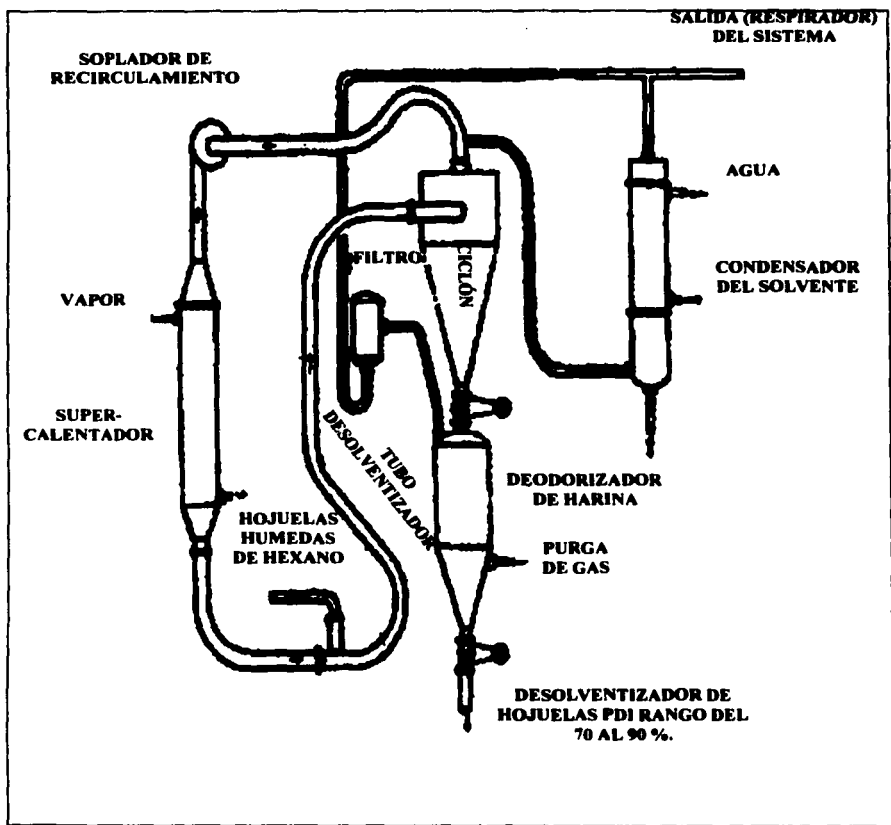 SALIDA (RESPIRADOR)
DEL SISTEMA
SOPLADOR DE
RECIRCULAMIENTO
AGUA
FILTRO
CICLÓN
CONDENSADOR
DEL SOLVENTE
VAPOR
SUPER-
CALENTADOR
TUBO
DESOLVENTIZADOR
DEODORIZADOR
DE HARINA
HOJUELAS
HUMEDAS
DE HEXANO
PURGA
DE GAS
DESOLVENTIZADOR DE
HOJUELAS PDI RANGO DEL
70 AL 90 %.